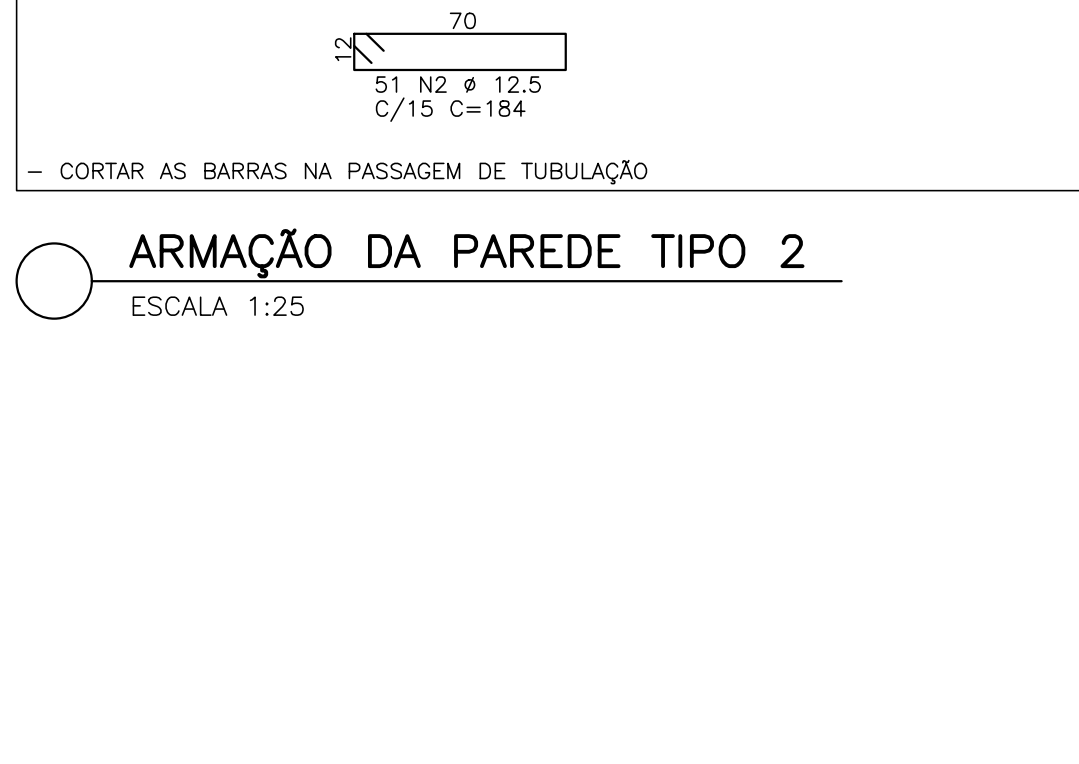 70
12
51 N2 ø 12.5
C/15 C=184
- CORTAR AS BARRAS NA PASSAGEM DE TUBULAÇÃO
ARMAÇÃO DA PAREDE TIPO 2
ESCALA 1:25